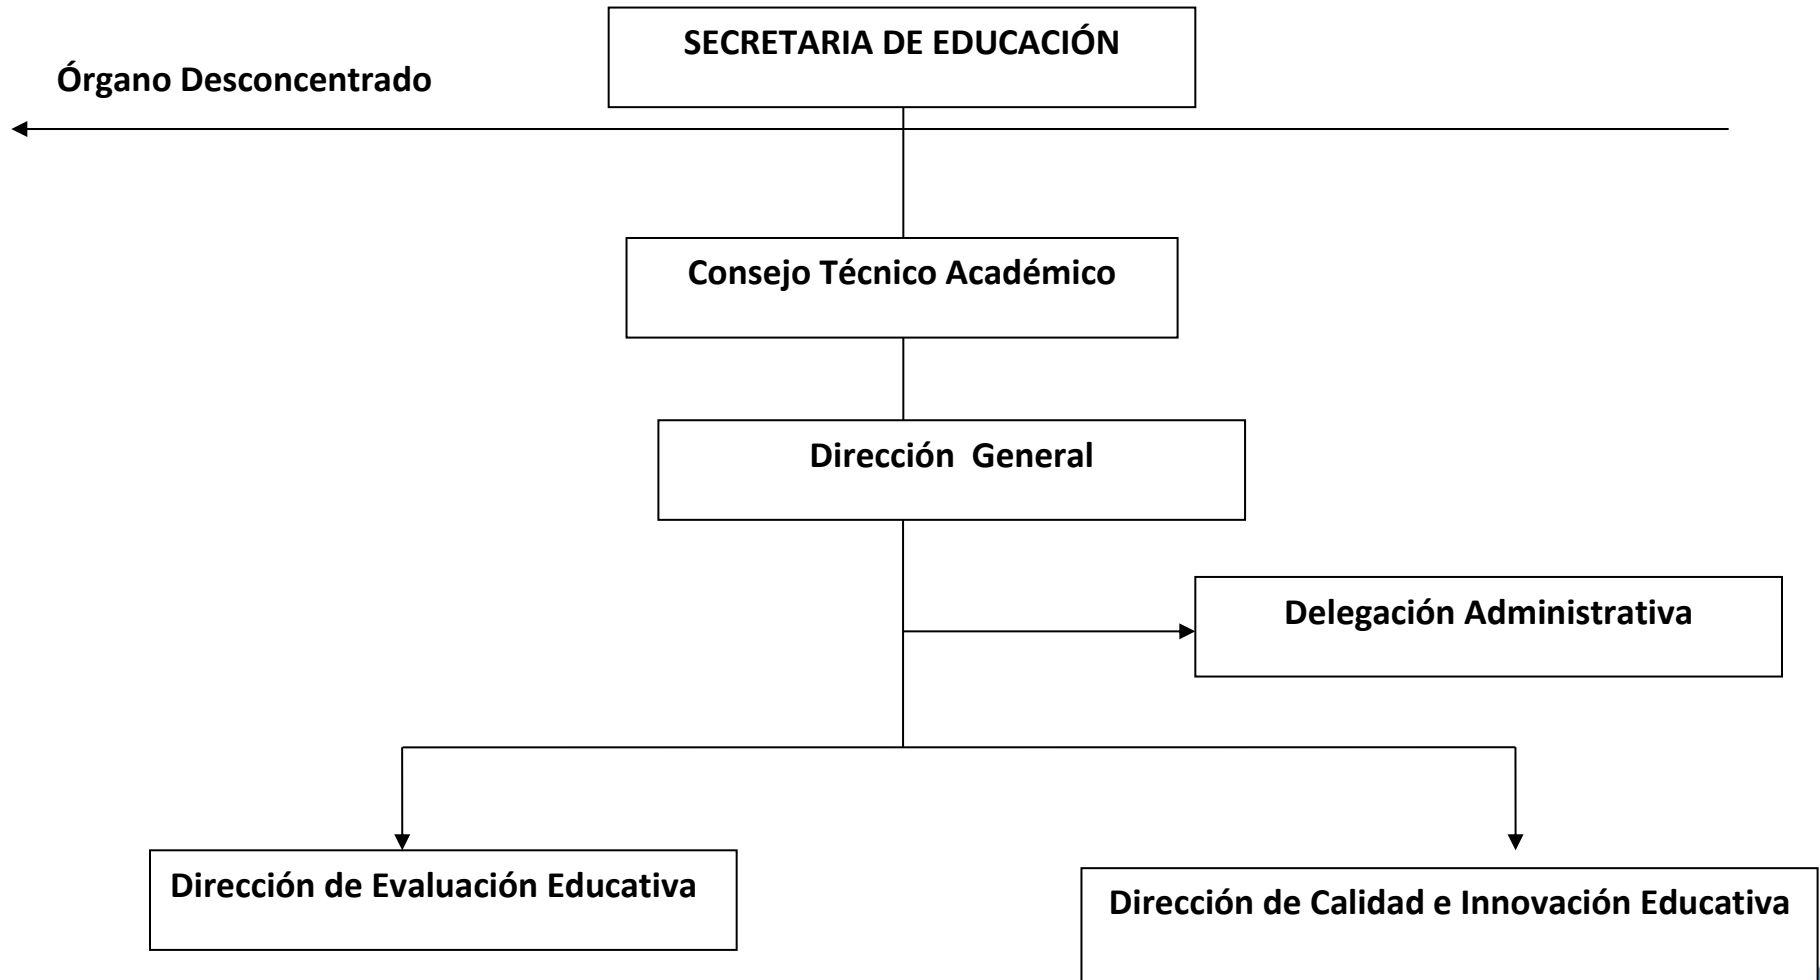 SECRETARIA DE EDUCACIÓN
Órgano Desconcentrado
Consejo Técnico Académico
Dirección  General
Delegación Administrativa
Dirección de Evaluación Educativa
Dirección de Calidad e Innovación Educativa